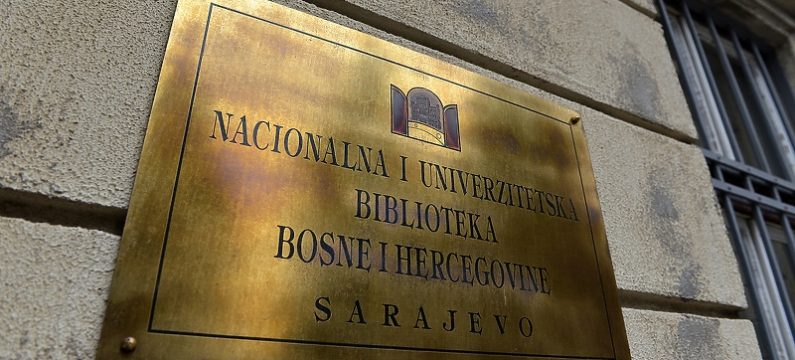 NACIONALNA I UNIVERZITETSKA
BIBLIOTEKA
BOSNE I HERCEGOVINE
SARAJEVO